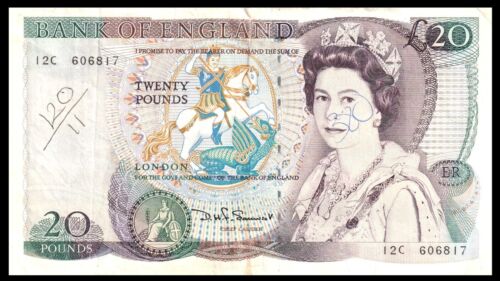 BANK OF ENGLAND
£20
I PROMISE TO PAY THE BEARER ON DEMAND THE SUM OF
12C 606817
TWENTY
POUNDS
120
11
20
LONDON
FOR THE GOVR AND COMPA OF THE BANK OF ENGLAND
ER
20
POUNDS
CHIEF CASHIER
12C 606817